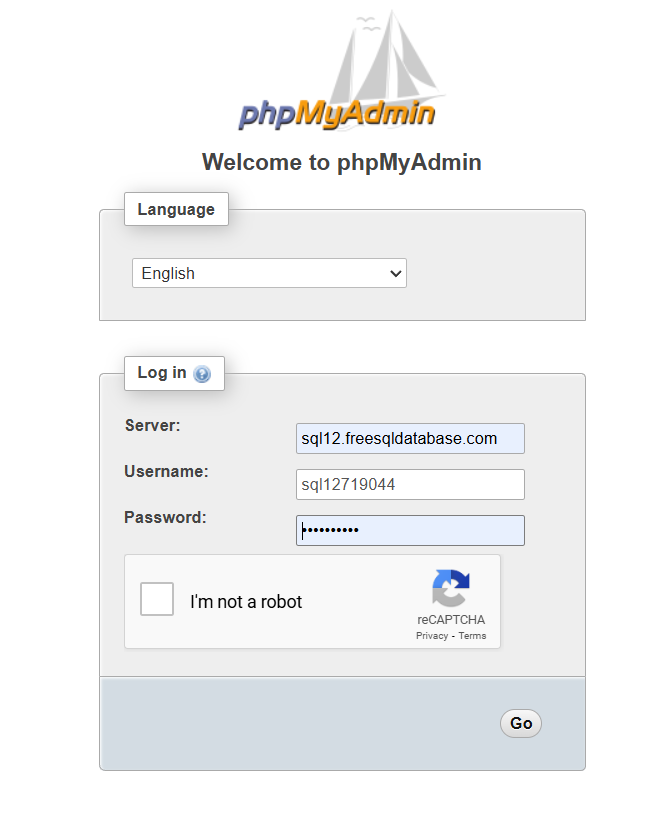 phpMyAdmin
Welcome to phpMyAdmin
Language
English
Log in
Server:
sql12.freesqldatabase.com
Username:
sql12719044
Password:
••••••••••
I'm not a robot
reCAPTCHA
Privacy - Terms
Go